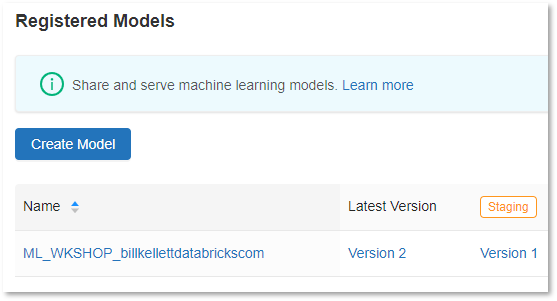 Registered Models
Share and serve machine learning models. Learn more
Create Model
Name Latest Version Staging
ML_WKSHOP_billkellettdatabrickscom Version 2 Version 1